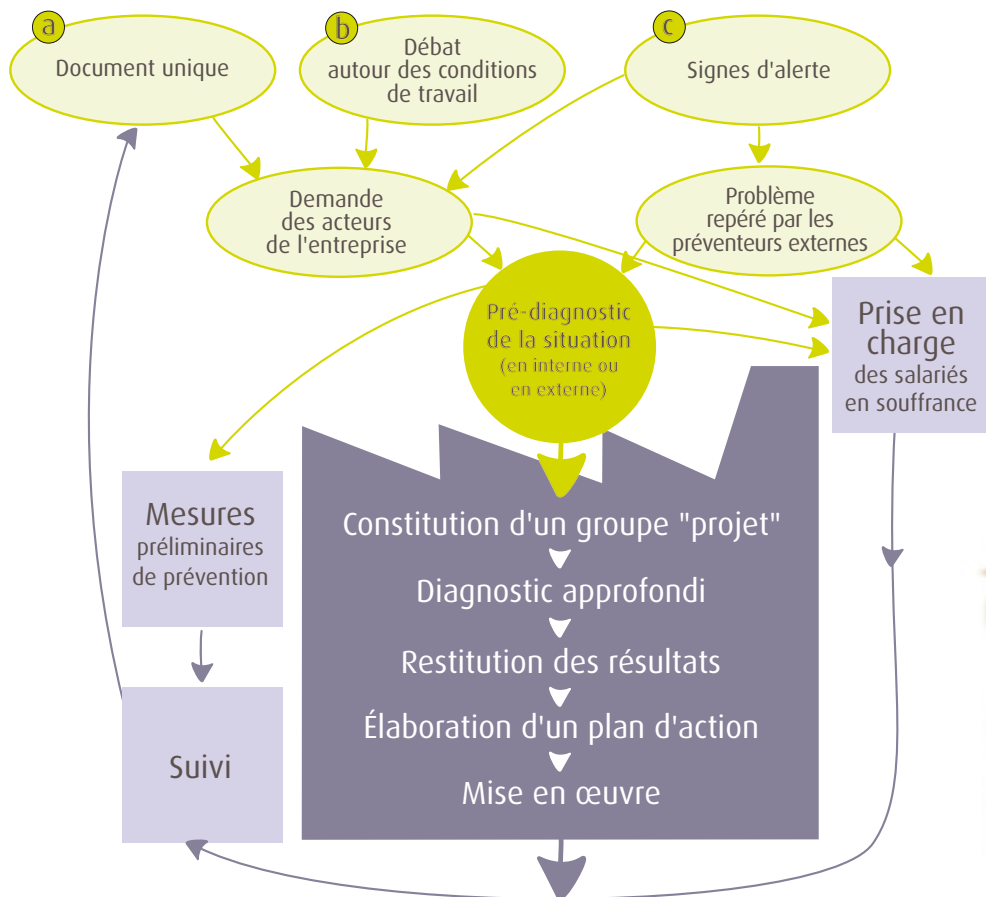 a
Document unique
b
Débat
autour des conditions
de travail
c
Signes d'alerte
Demande
des acteurs
de l'entreprise
Problème
repéré par les
préventeurs externes
Pré-diagnostic
de la situation
(en interne ou
en externe)
Prise en
charge
des salariés
en souffrance
Mesures
préliminaires
de prévention
Suivi
Constitution d'un groupe "projet"
Diagnostic approfondi
Restitution des résultats
Élaboration d'un plan d'action
Mise en œuvre